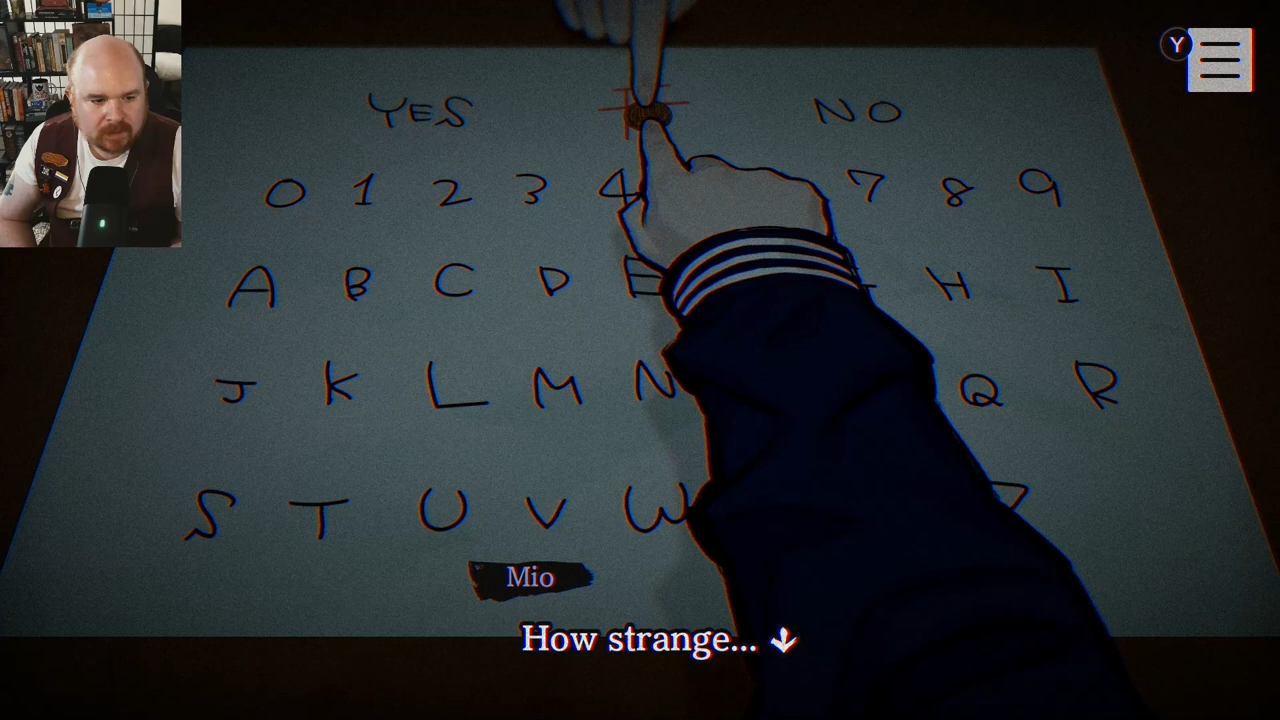 Y
YES NO
0 1 2 3 4 7 8 9
A B C D E H I
J K L M N Q R
S T U V W
Mio
How strange...